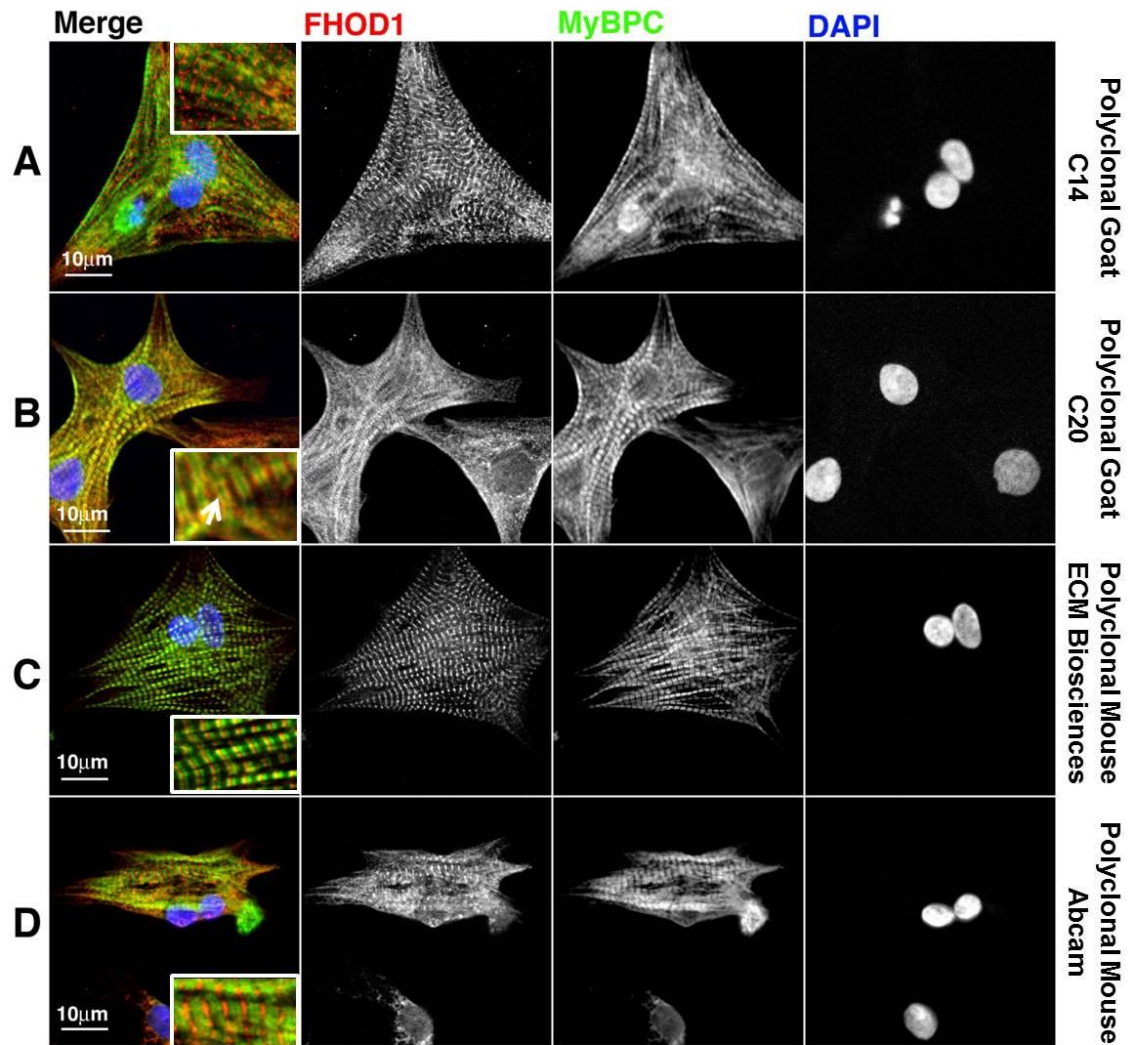 Merge FHOD1 MyBPC DAPI
A
10μm
Polyclonal Goat
C14
B
10μm
Polyclonal Goat
C20
C
10μm
Polyclonal Mouse
ECM Biosciences
D
10μm
Polyclonal Mouse
Abcam